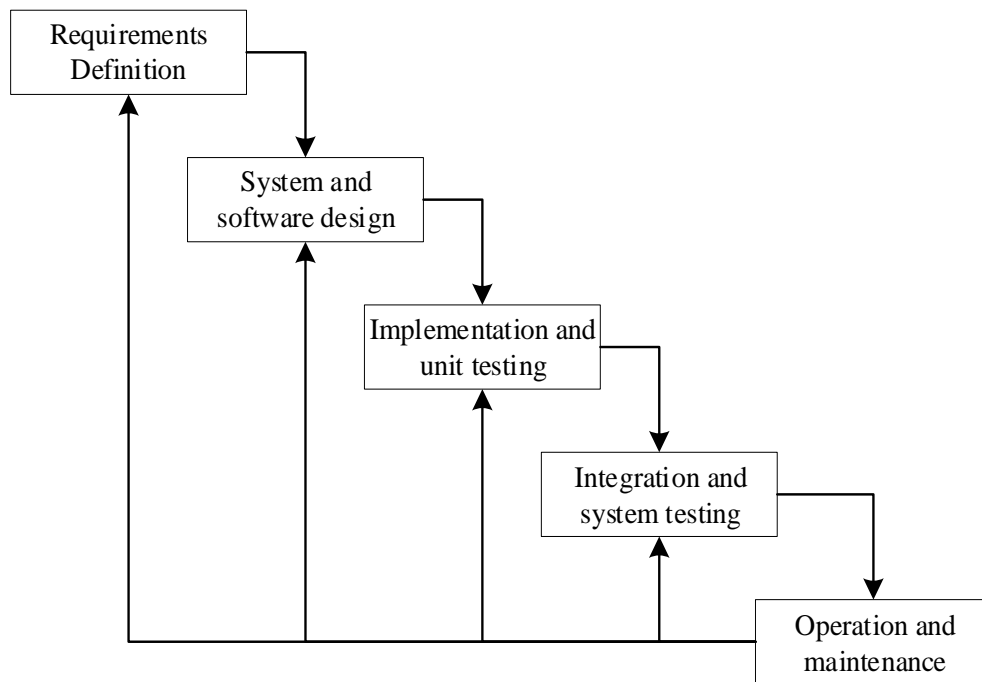 Requirements
Definition
System and
software design
Implementation and
unit testing
Integration and
system testing
Operation and
maintenance